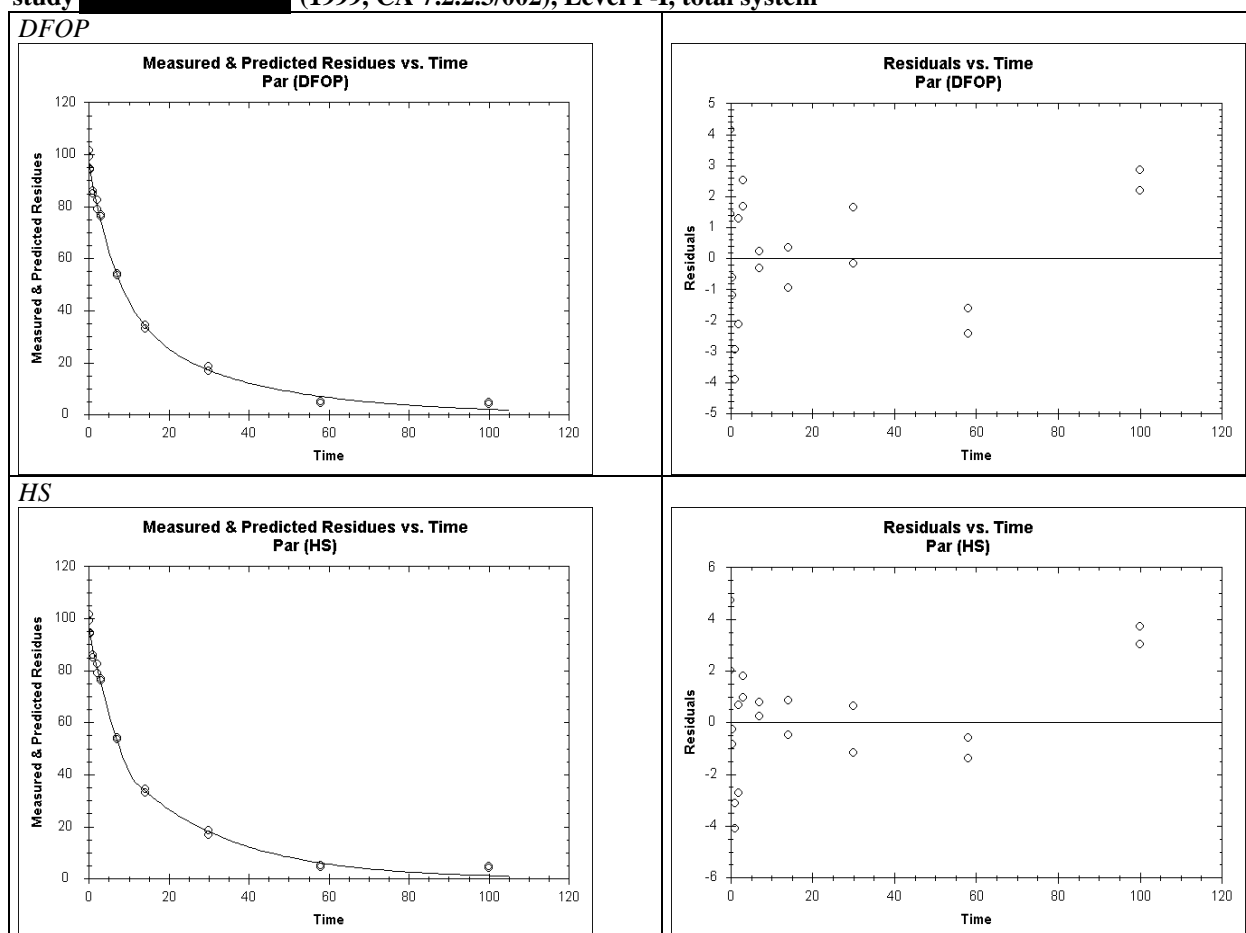 study (1999, CA 7.2.2.3/002), Level P-I, total system
DFOP
Measured & Predicted Residues vs. Time
Par (DFOP)
Measured & Predicted Residues
120
100
80
60
40
20
0
0 20 40 60 80 100 120
Time
Residuals vs. Time
Par (DFOP)
Residuals
5
4
3
2
1
0
-1
-2
-3
-4
-5
0 20 40 60 80 100 120
Time
HS
Measured & Predicted Residues vs. Time
Par (HS)
Measured & Predicted Residues
120
100
80
60
40
20
0
0 20 40 60 80 100 120
Time
Residuals vs. Time
Par (HS)
Residuals
6
4
2
0
-2
-4
-6
0 20 40 60 80 100 120
Time